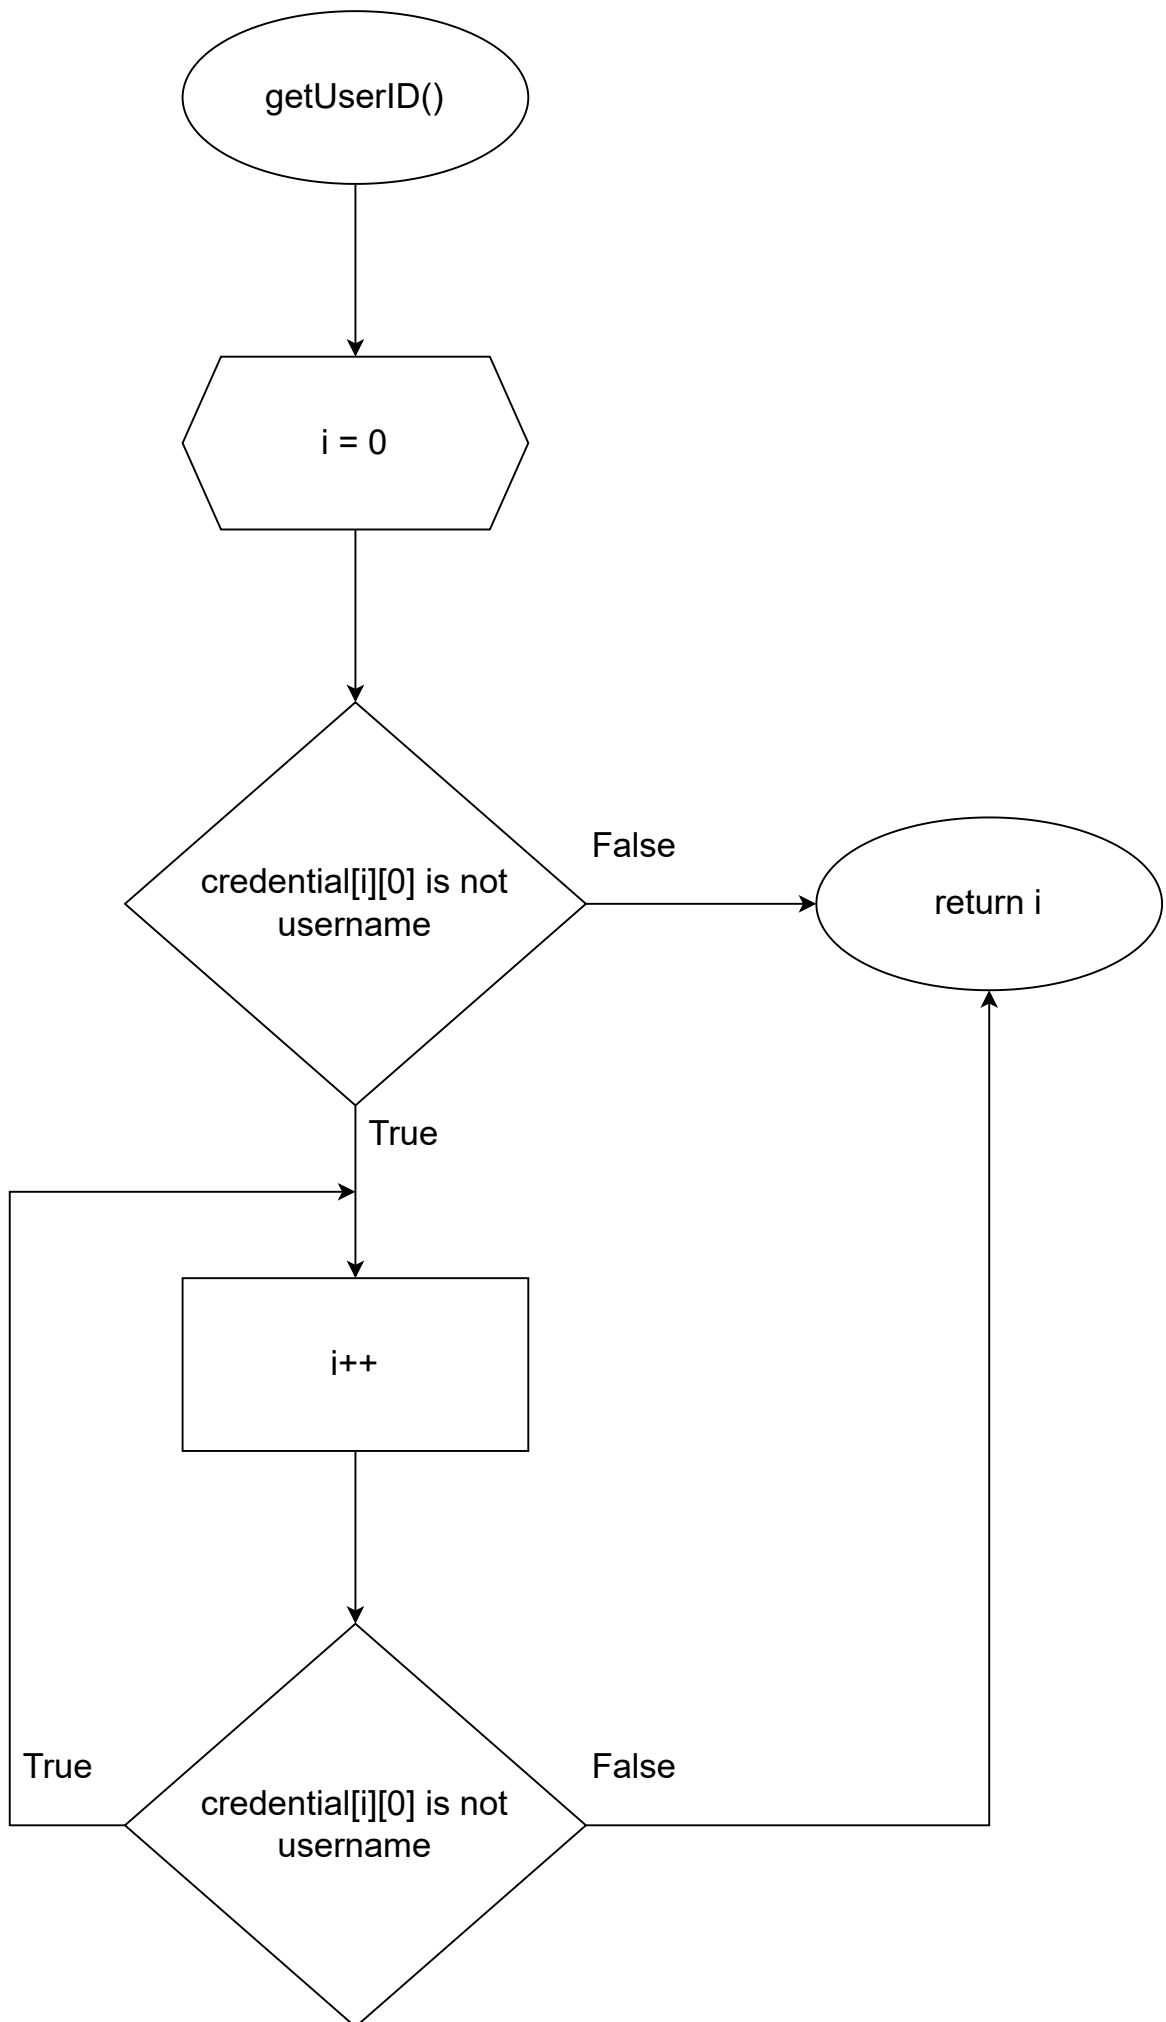 getUserID()
i = 0
credential[i][0] is not
username
False
return i
True
i++
True
credential[i][0] is not
username
False